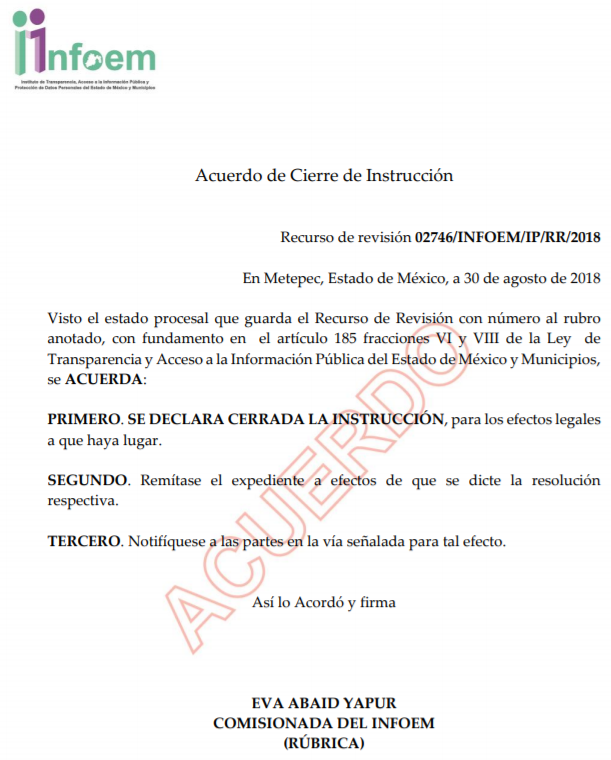 infoem
Instituto de Transparencia, Acceso a la Información Pública y
Protección de Datos Personales del Estado de México y Municipios
Acuerdo de Cierre de Instrucción
Recurso de revisión 02746/INFOEM/IP/RR/2018
En Metepec, Estado de México, a 30 de agosto de 2018
Visto el estado procesal que guarda el Recurso de Revisión con número al rubro
anotado, con fundamento en el artículo 185 fracciones VI y VIII de la Ley de
Transparencia y Acceso a la Información Pública del Estado de México y Municipios,
se ACUERDA:
PRIMERO. SE DECLARA CERRADA LA INSTRUCCIÓN, para los efectos legales
a que haya lugar.
SEGUNDO. Remítase el expediente a efectos de que se dicte la resolución
respectiva.
TERCERO. Notifíquese a las partes en la vía señalada para tal efecto.
ACUERDO
Así lo Acordó y firma
EVA ABAID YAPUR
COMISIONADA DEL INFOEM
(RÚBRICA)